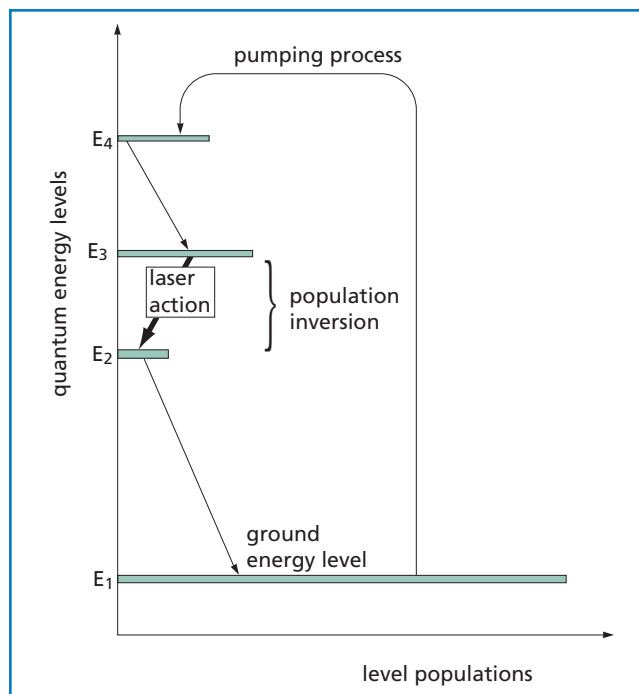 pumping process
E4
quantum energy levels
E3
laser
action
population
inversion
E2
ground
energy level
E1
level populations